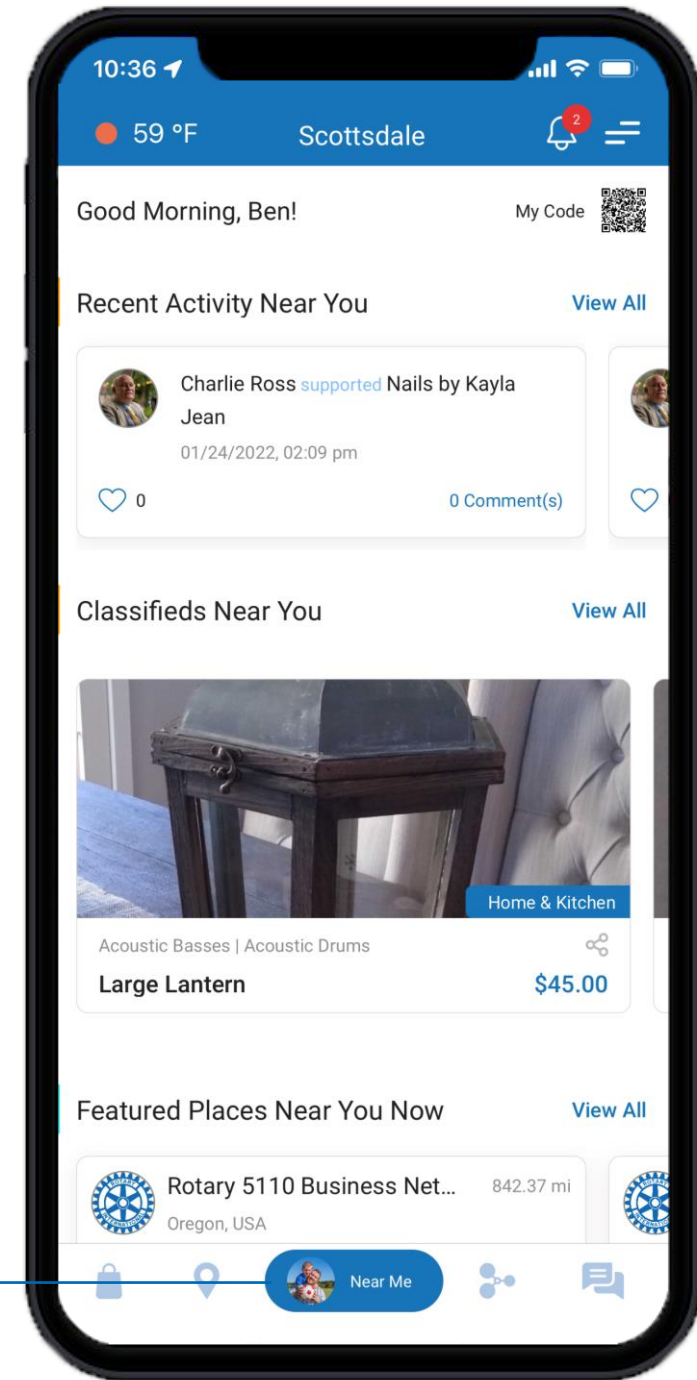 10:36
59 °F
Scottsdale
2
Good Morning, Ben!
My Code
Recent Activity Near You
View All
Charlie Ross supported Nails by Kayla
Jean
01/24/2022, 02:09 pm
0
0 Comment(s)
Classifieds Near You
View All
Home & Kitchen
Acoustic Basses | Acoustic Drums
Large Lantern
$45.00
Featured Places Near You Now
View All
Rotary 5110 Business Net...
842.37 mi
Oregon, USA
Near Me